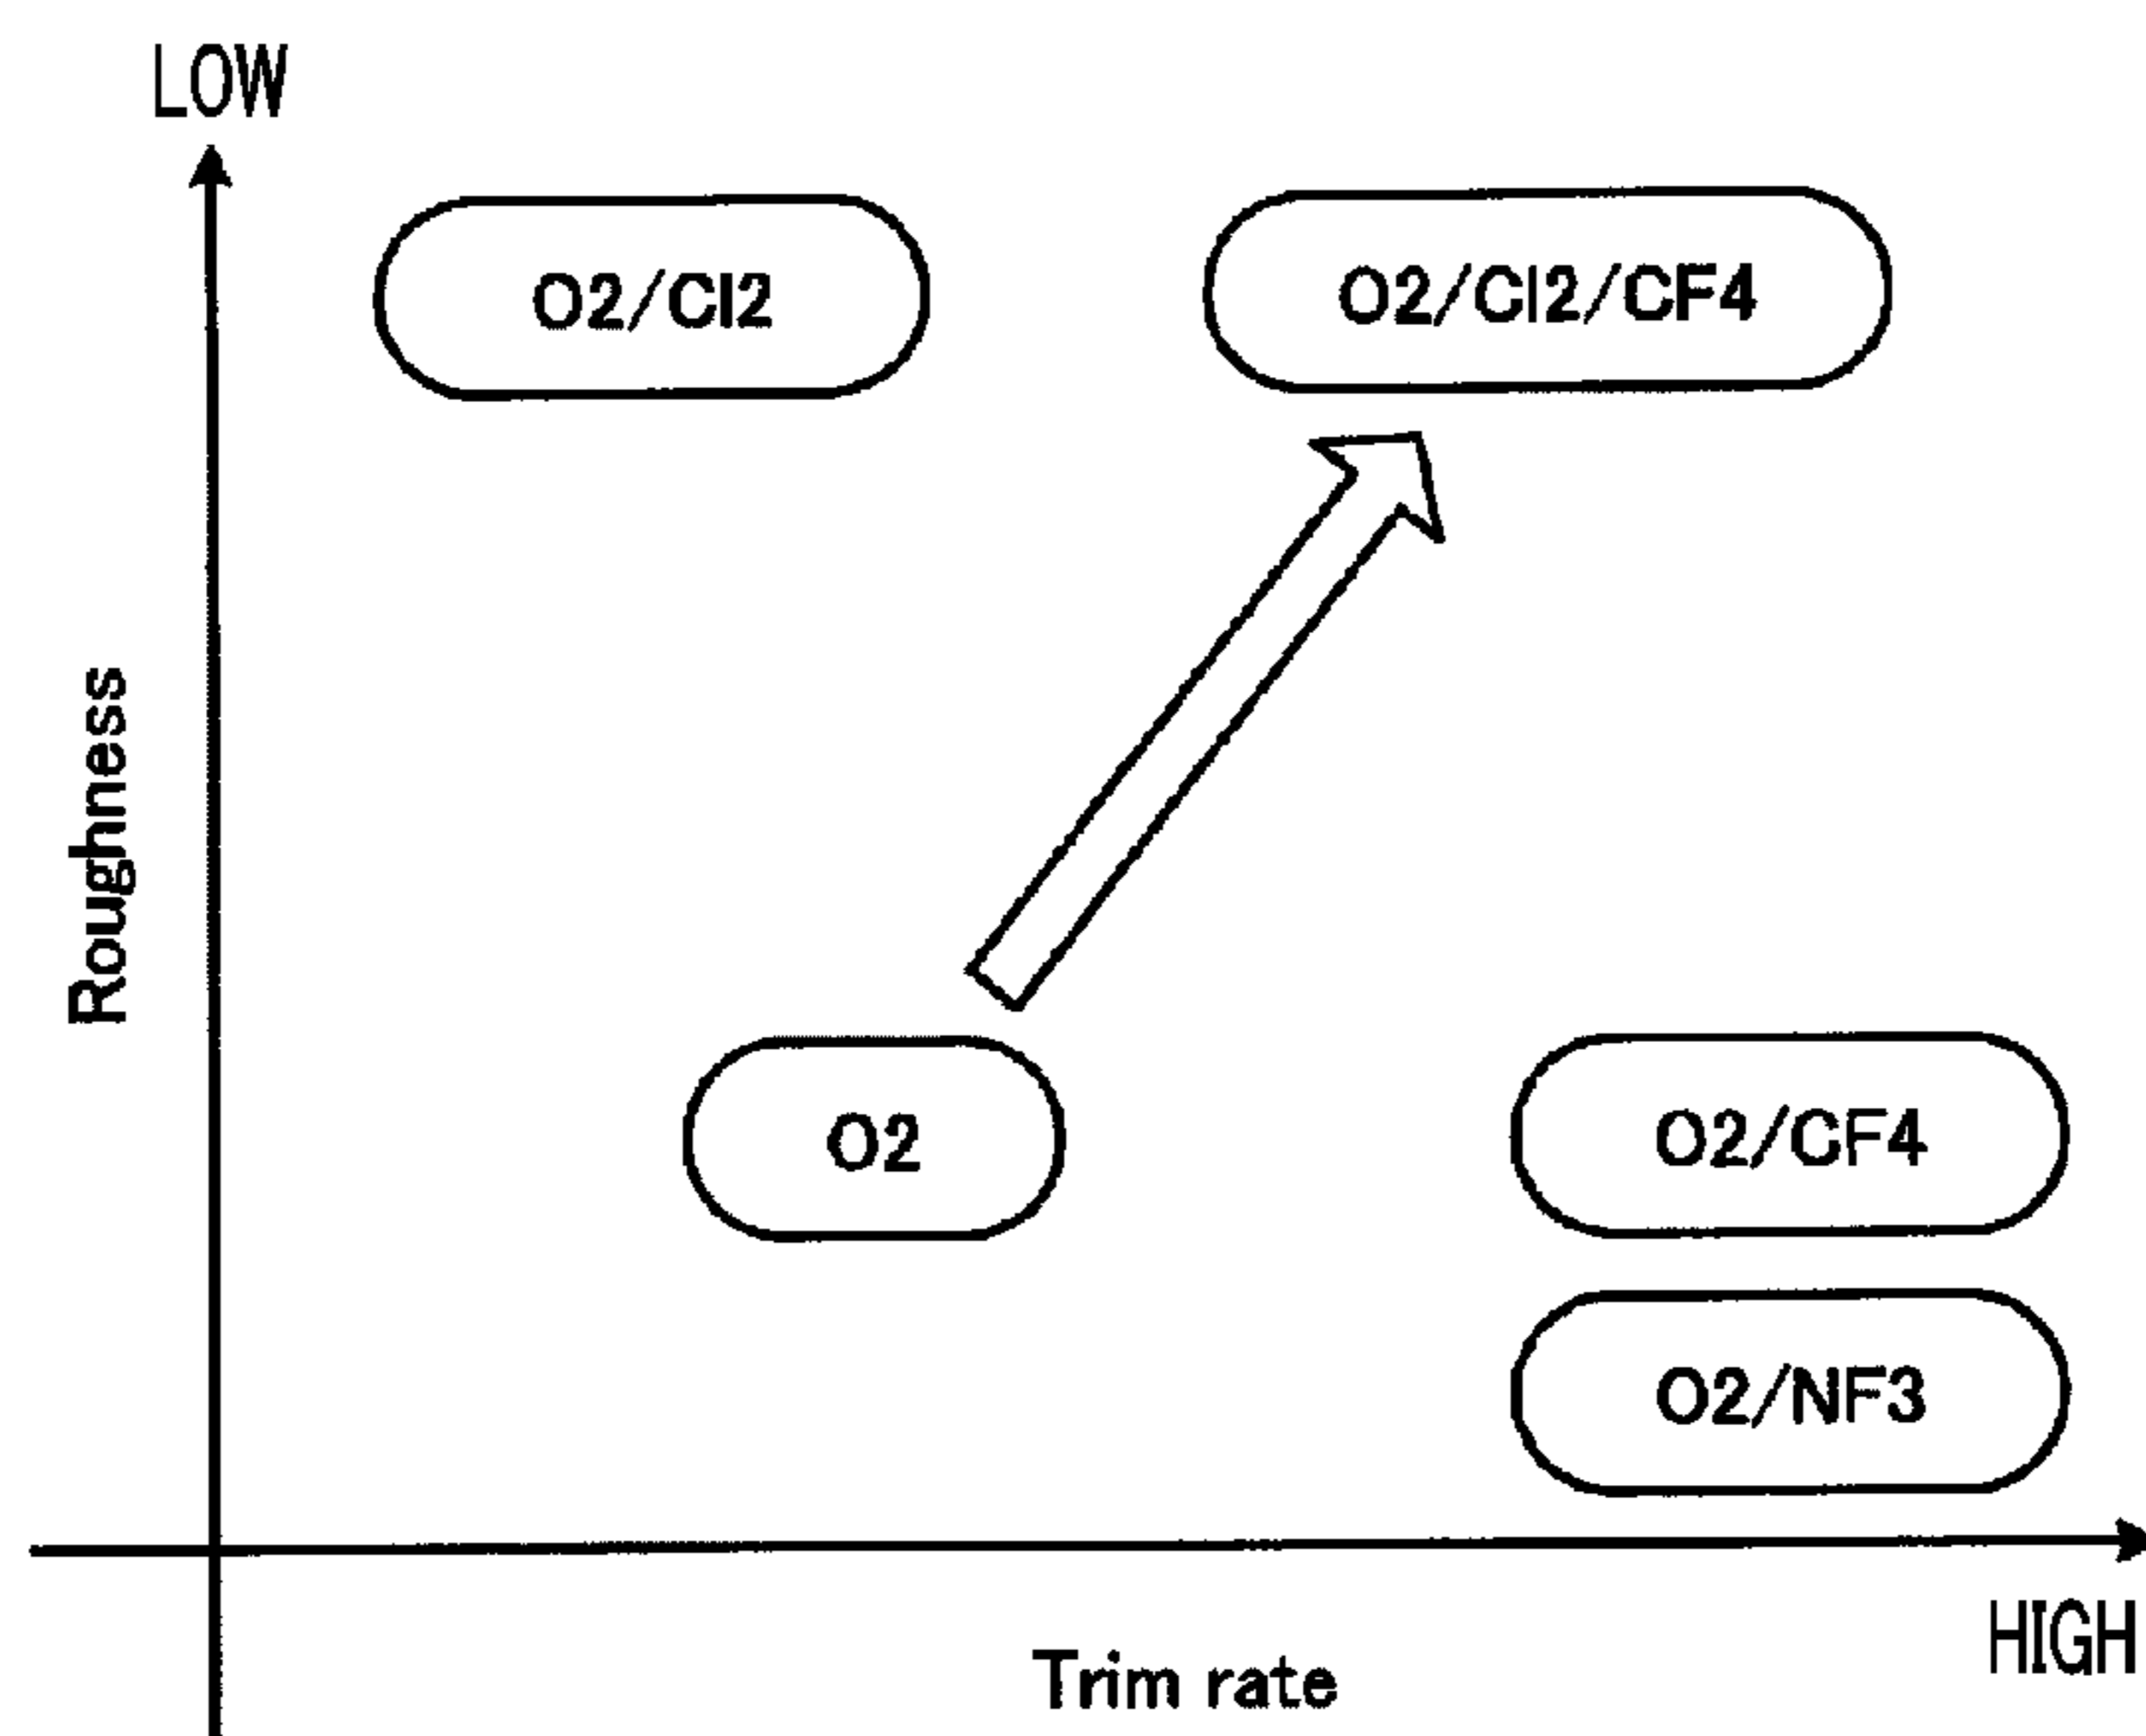 LOW
O2/Cl2
O2/Cl2/CF4
Roughness
O2
O2/CF4
O2/NF3
HIGH
Trim rate